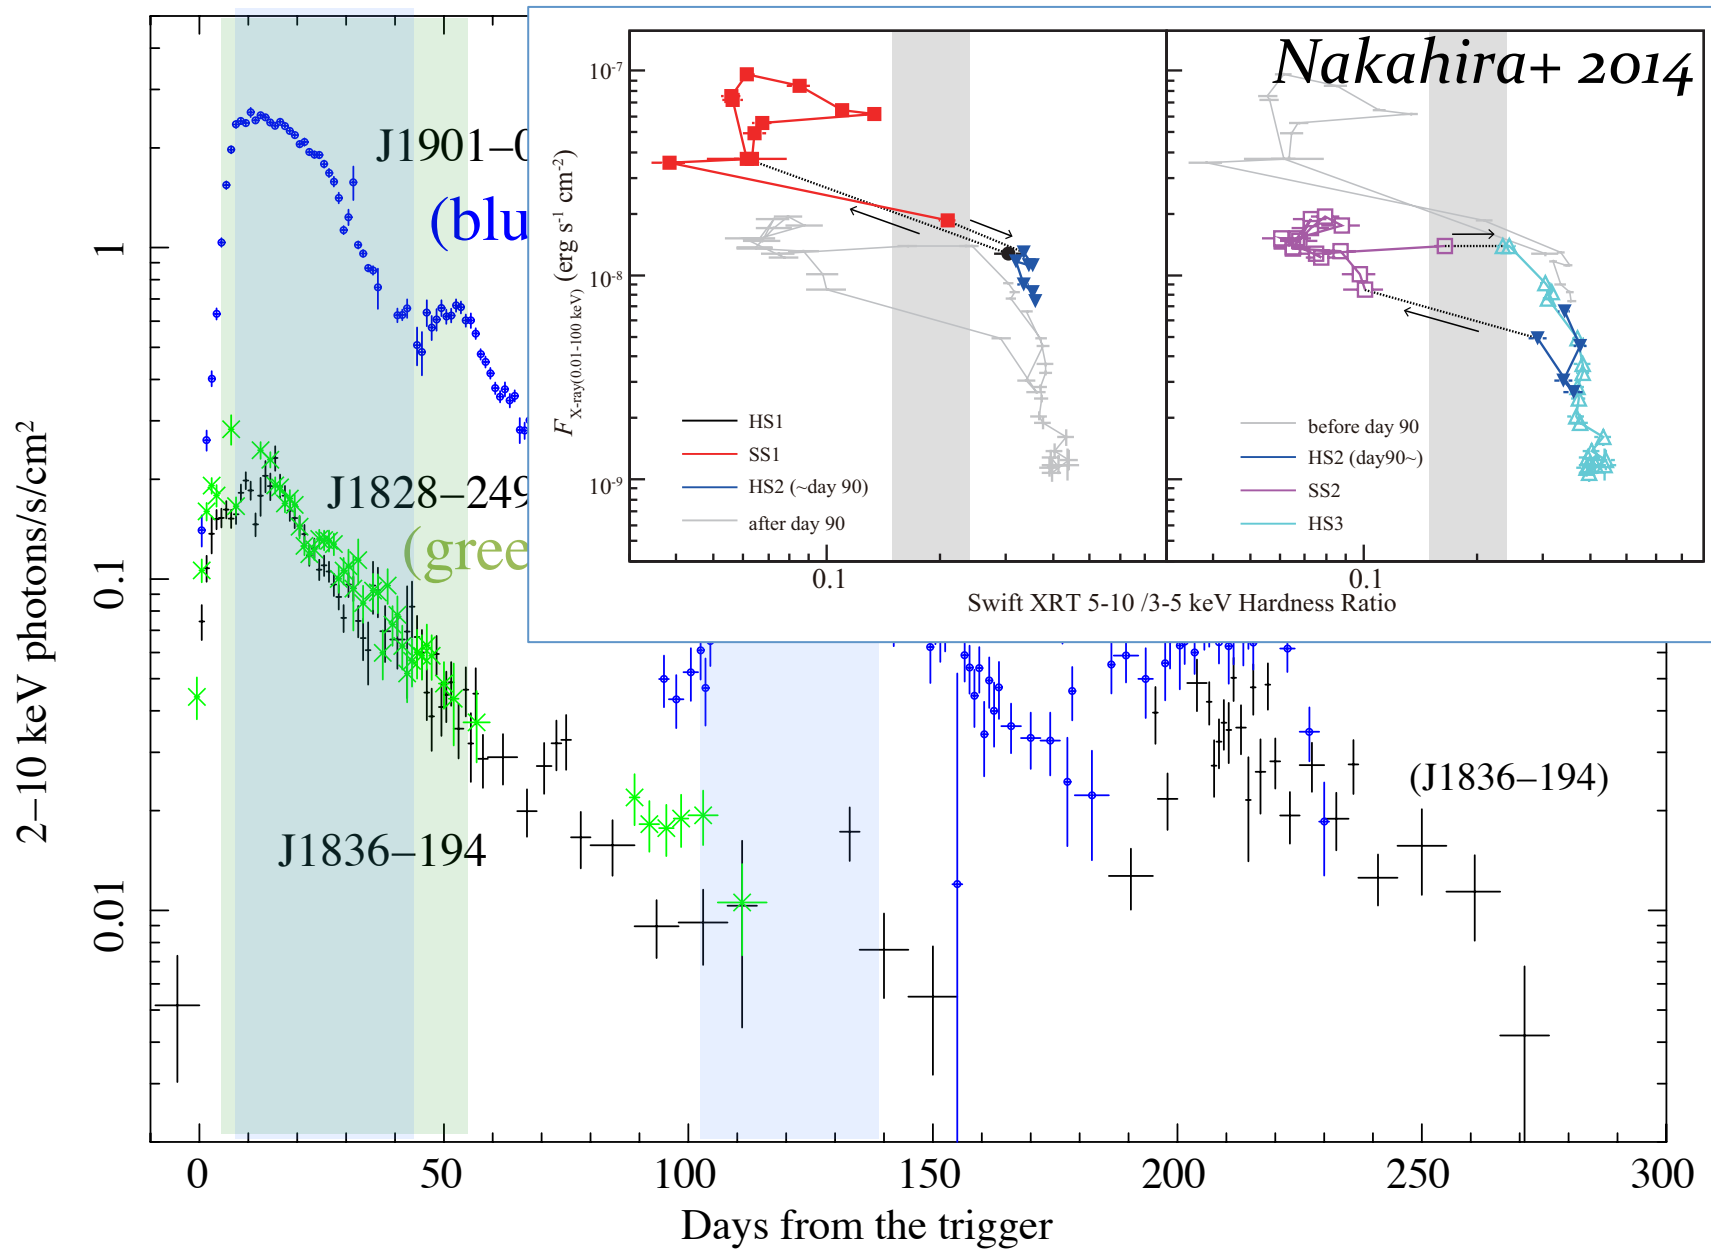 Nakahira+ 2014
10-7
10-8
10-9
F X-ray(0.01-100 keV) (erg s-1 cm-2)
HS1
SS1
HS2 (~day 90)
after day 90
before day 90
HS2 (day90~)
SS2
HS3
0.1
0.1
Swift XRT 5-10 /3-5 keV Hardness Ratio
J1901–0
(blu
J1828–249
(gree
J1836–194
(J1836–194)
2–10 keV photons/s/cm2
1
0.1
0.01
0 50 100 150 200 250 300
Days from the trigger